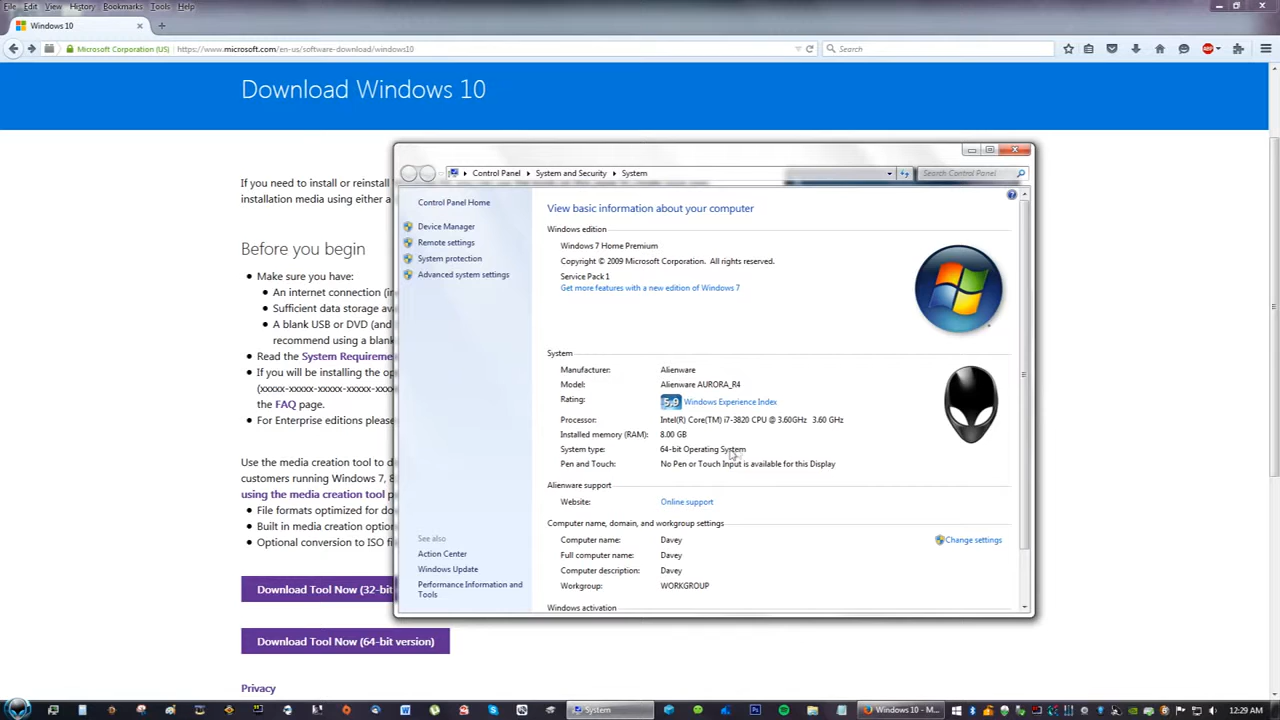 File Edit View History Bookmarks Tools Help
Windows 10
Microsoft Corporation (US) https://www.microsoft.com/en-us/software-download/windows10 Search
Download Windows 10
If you need to install or reinstall
installation media using either a
Before you begin
Make sure you have:
An internet connection (in
Sufficient data storage av
A blank USB or DVD (and
recommend using a blank
Read the System Requireme
If you will be installing the op
(xxxxx-xxxxx-xxxxx-xxxxx-xxx
the FAQ page.
For Enterprise editions please
Use the media creation tool to d
customers running Windows 7, 8
using the media creation tool p
File formats optimized for do
Built in media creation option
Optional conversion to ISO fi
Download Tool Now (32-bit
Download Tool Now (64-bit version)
Privacy
Control Panel System and Security System Search Control Panel
Control Panel Home
Device Manager
Remote settings
System protection
Advanced system settings
See also
Action Center
Windows Update
Performance Information and
Tools
View basic information about your computer
Windows edition
Windows 7 Home Premium
Copyright © 2009 Microsoft Corporation. All rights reserved.
Service Pack 1
Get more features with a new edition of Windows 7
System
Manufacturer: Alienware
Model: Alienware AURORA_R4
Rating: 5.9 Windows Experience Index
Processor: Intel(R) Core(TM) i7-3820 CPU @ 3.60GHz 3.60 GHz
Installed memory (RAM): 8.00 GB
System type: 64-bit Operating System
Pen and Touch: No Pen or Touch Input is available for this Display
Alienware support
Website: Online support
Computer name, domain, and workgroup settings
Computer name: Davey
Change settings
Full computer name: Davey
Computer description: Davey
Workgroup: WORKGROUP
Windows activation
System
Windows 10 - M...
12:29 AM